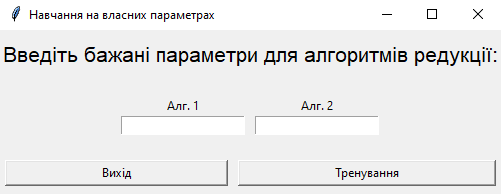 Навчання на власних параметрах
Введіть бажані параметри для алгоритмів редукції:
Алг. 1 Алг. 2
Вихід Тренування